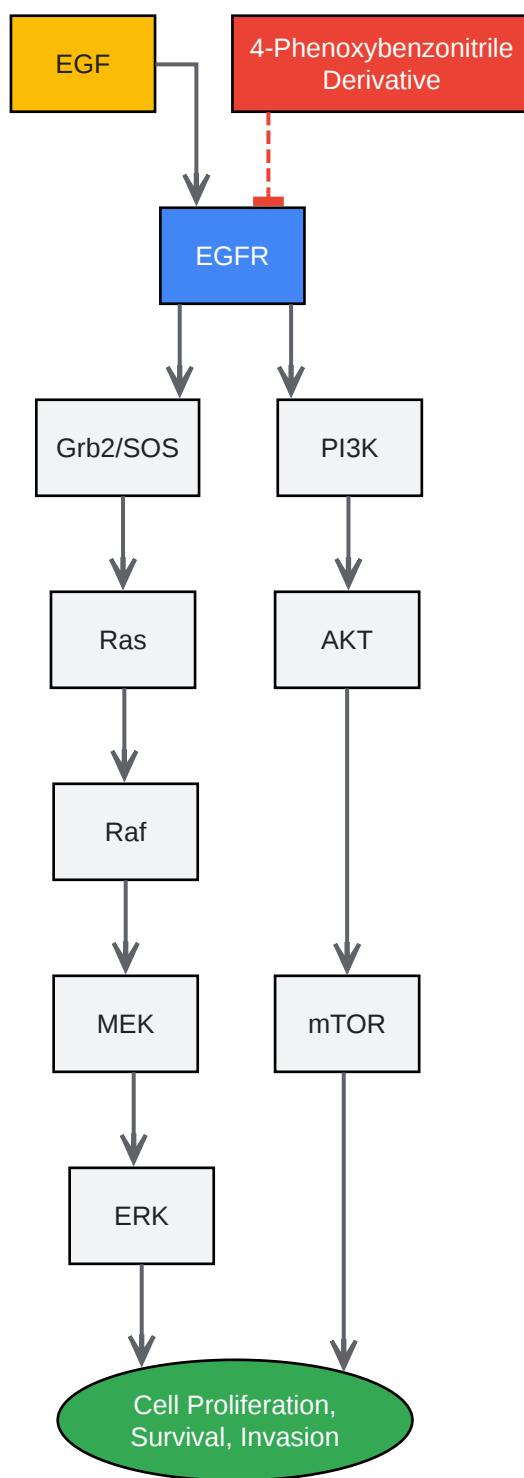 EGF
4-Phenoxybenzonitrile
Derivative
EGFR
Grb2/SOS
PI3K
Ras
AKT
Raf
MEK
mTOR
ERK
Cell Proliferation,
Survival, Invasion